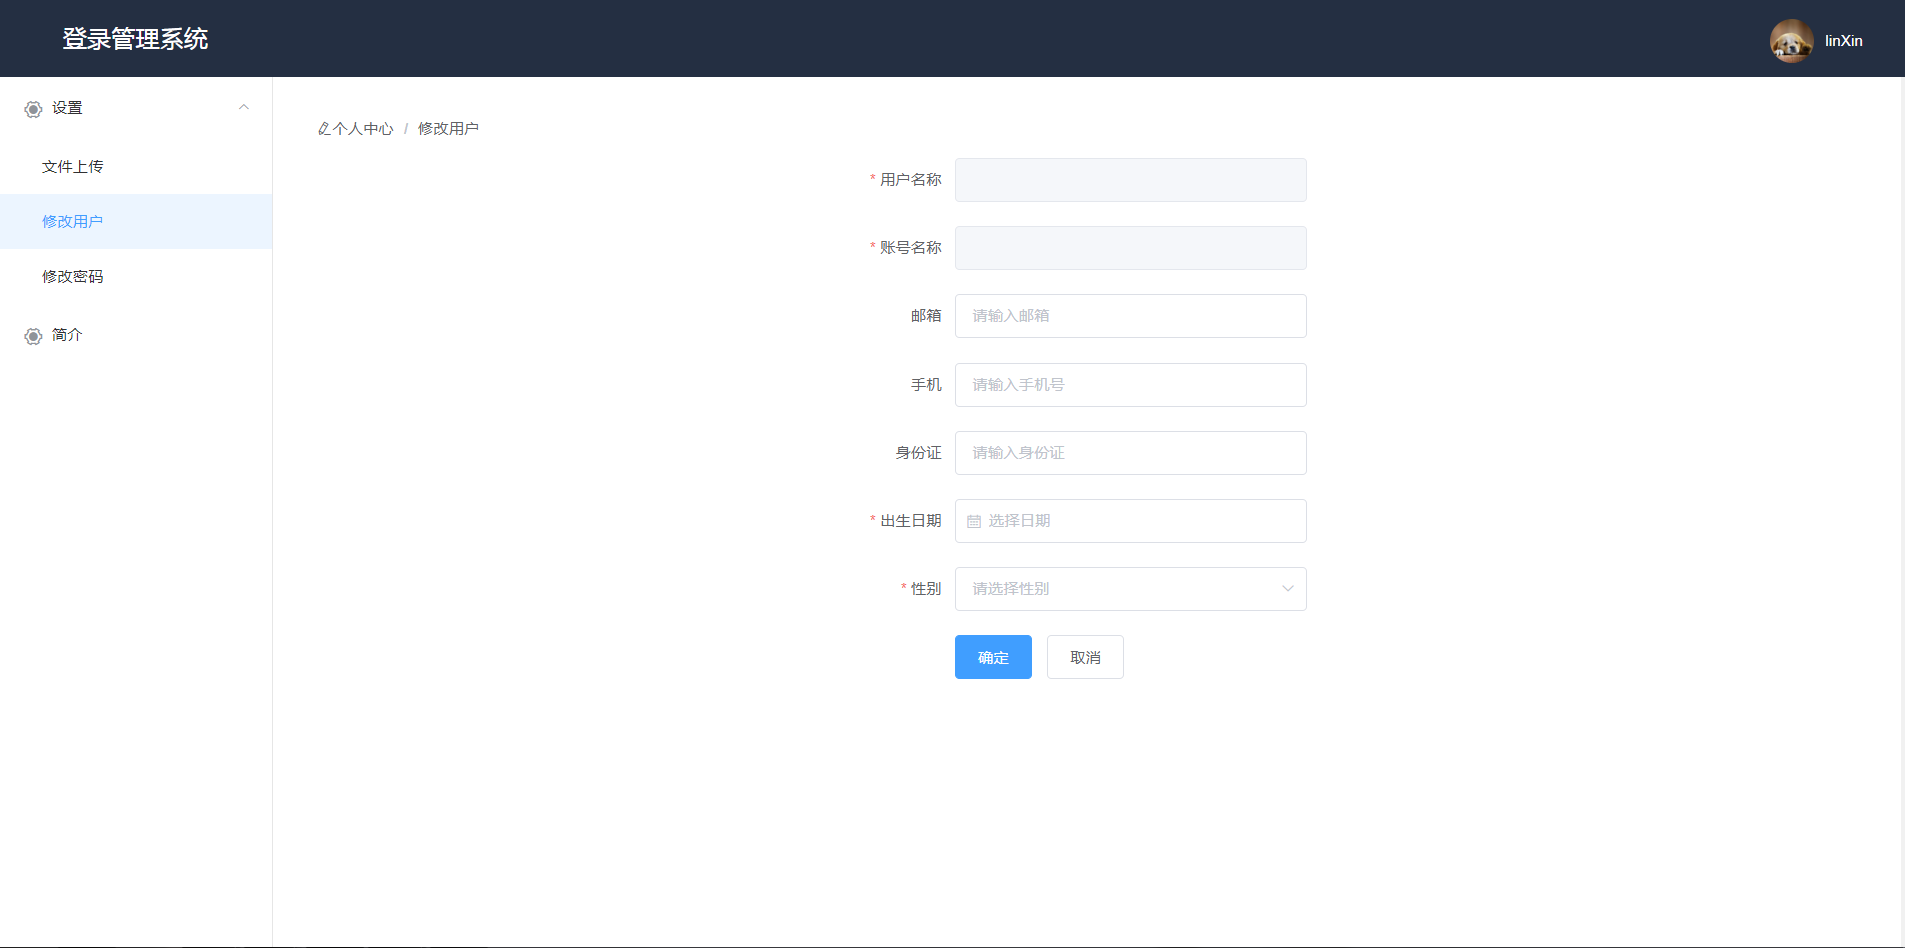 登录管理系统
linXin
设置
文件上传
修改用户
修改密码
简介
个人中心 / 修改用户
* 用户名称
* 账号名称
邮箱 请输入邮箱
手机 请输入手机号
身份证 请输入身份证
* 出生日期 选择日期
* 性别 请选择性别
确定 取消